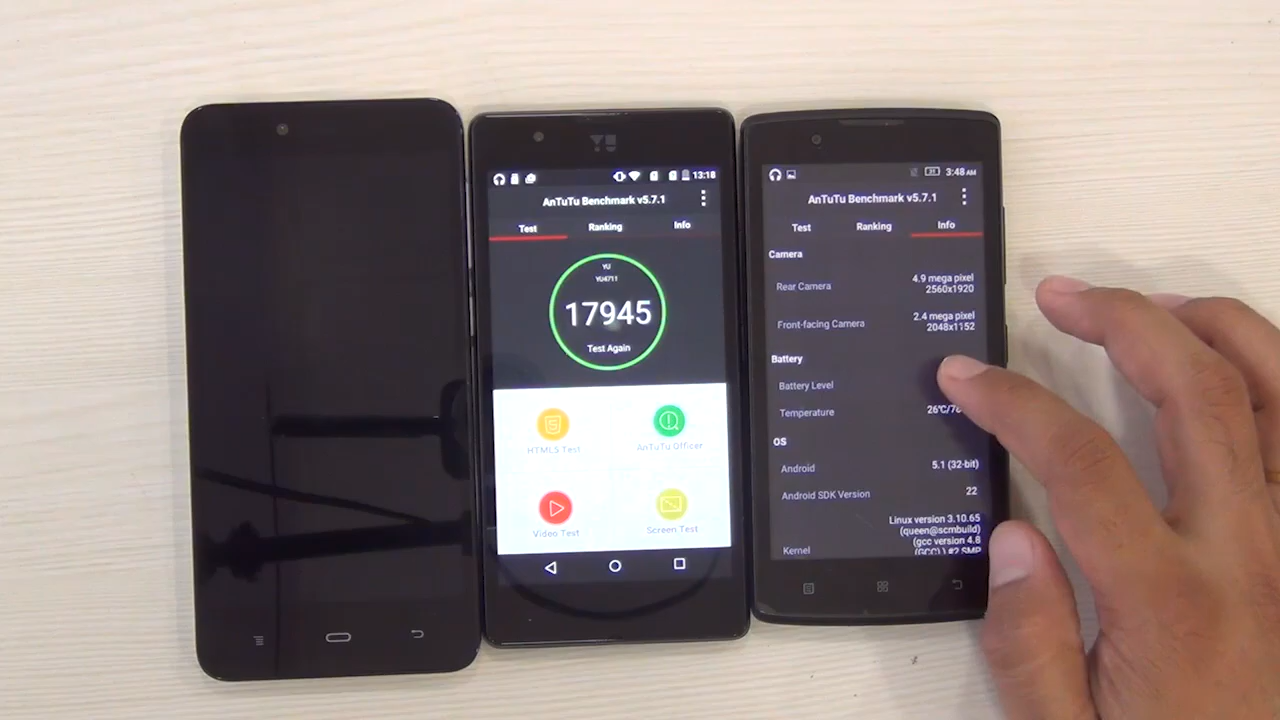 YU
13:18
AnTuTu Benchmark v5.7.1
Test Ranking Info
YU
YU4711
17945
Test Again
HTML5 Test
AnTuTu Officer
Video Test
Screen Test
3:48 AM
AnTuTu Benchmark v5.7.1
Test Ranking Info
Camera
Rear Camera
4.9 mega pixel
2560x1920
Front-facing Camera
2.4 mega pixel
2048x1152
Battery
Battery Level
Temperature
26℃/78
OS
Android
5.1 (32-bit)
Android SDK Version
22
Kernel
Linux version 3.10.65
(queen@scmbuild)
(gcc version 4.8
(GCC) ) #2 SMP